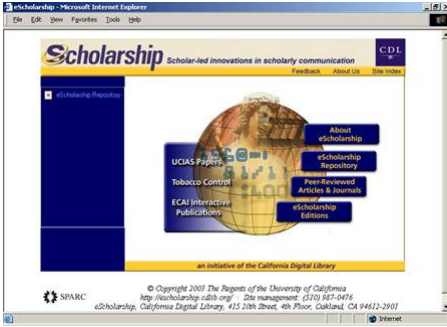 eScholarship - Microsoft Internet Explorer
File Edit View Favorites Tools Help
eScholarship Scholar-led innovations in scholarly communication
CDL
Feedback About Us Site Index
eScholarship Repository
UCIAS Papers
Tobacco Control
ECAI Interactive
Publications
About
eScholarship
eScholarship
Repository
Peer-Reviewed
Articles & Journals
eScholarship
Editions
an initiative of the California Digital Library
SPARC
© Copyright 2003 The Regents of the University of California
http://escholarship.cdlib.org/ Site management: (510) 987-0476
eScholarship, California Digital Library, 415 20th Street, 4th Floor, Oakland, CA 94612-2901
Internet